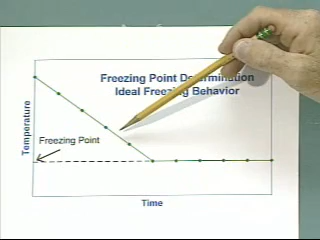 Freezing Point Determination
Ideal Freezing Behavior
Temperature
Freezing Point
Time